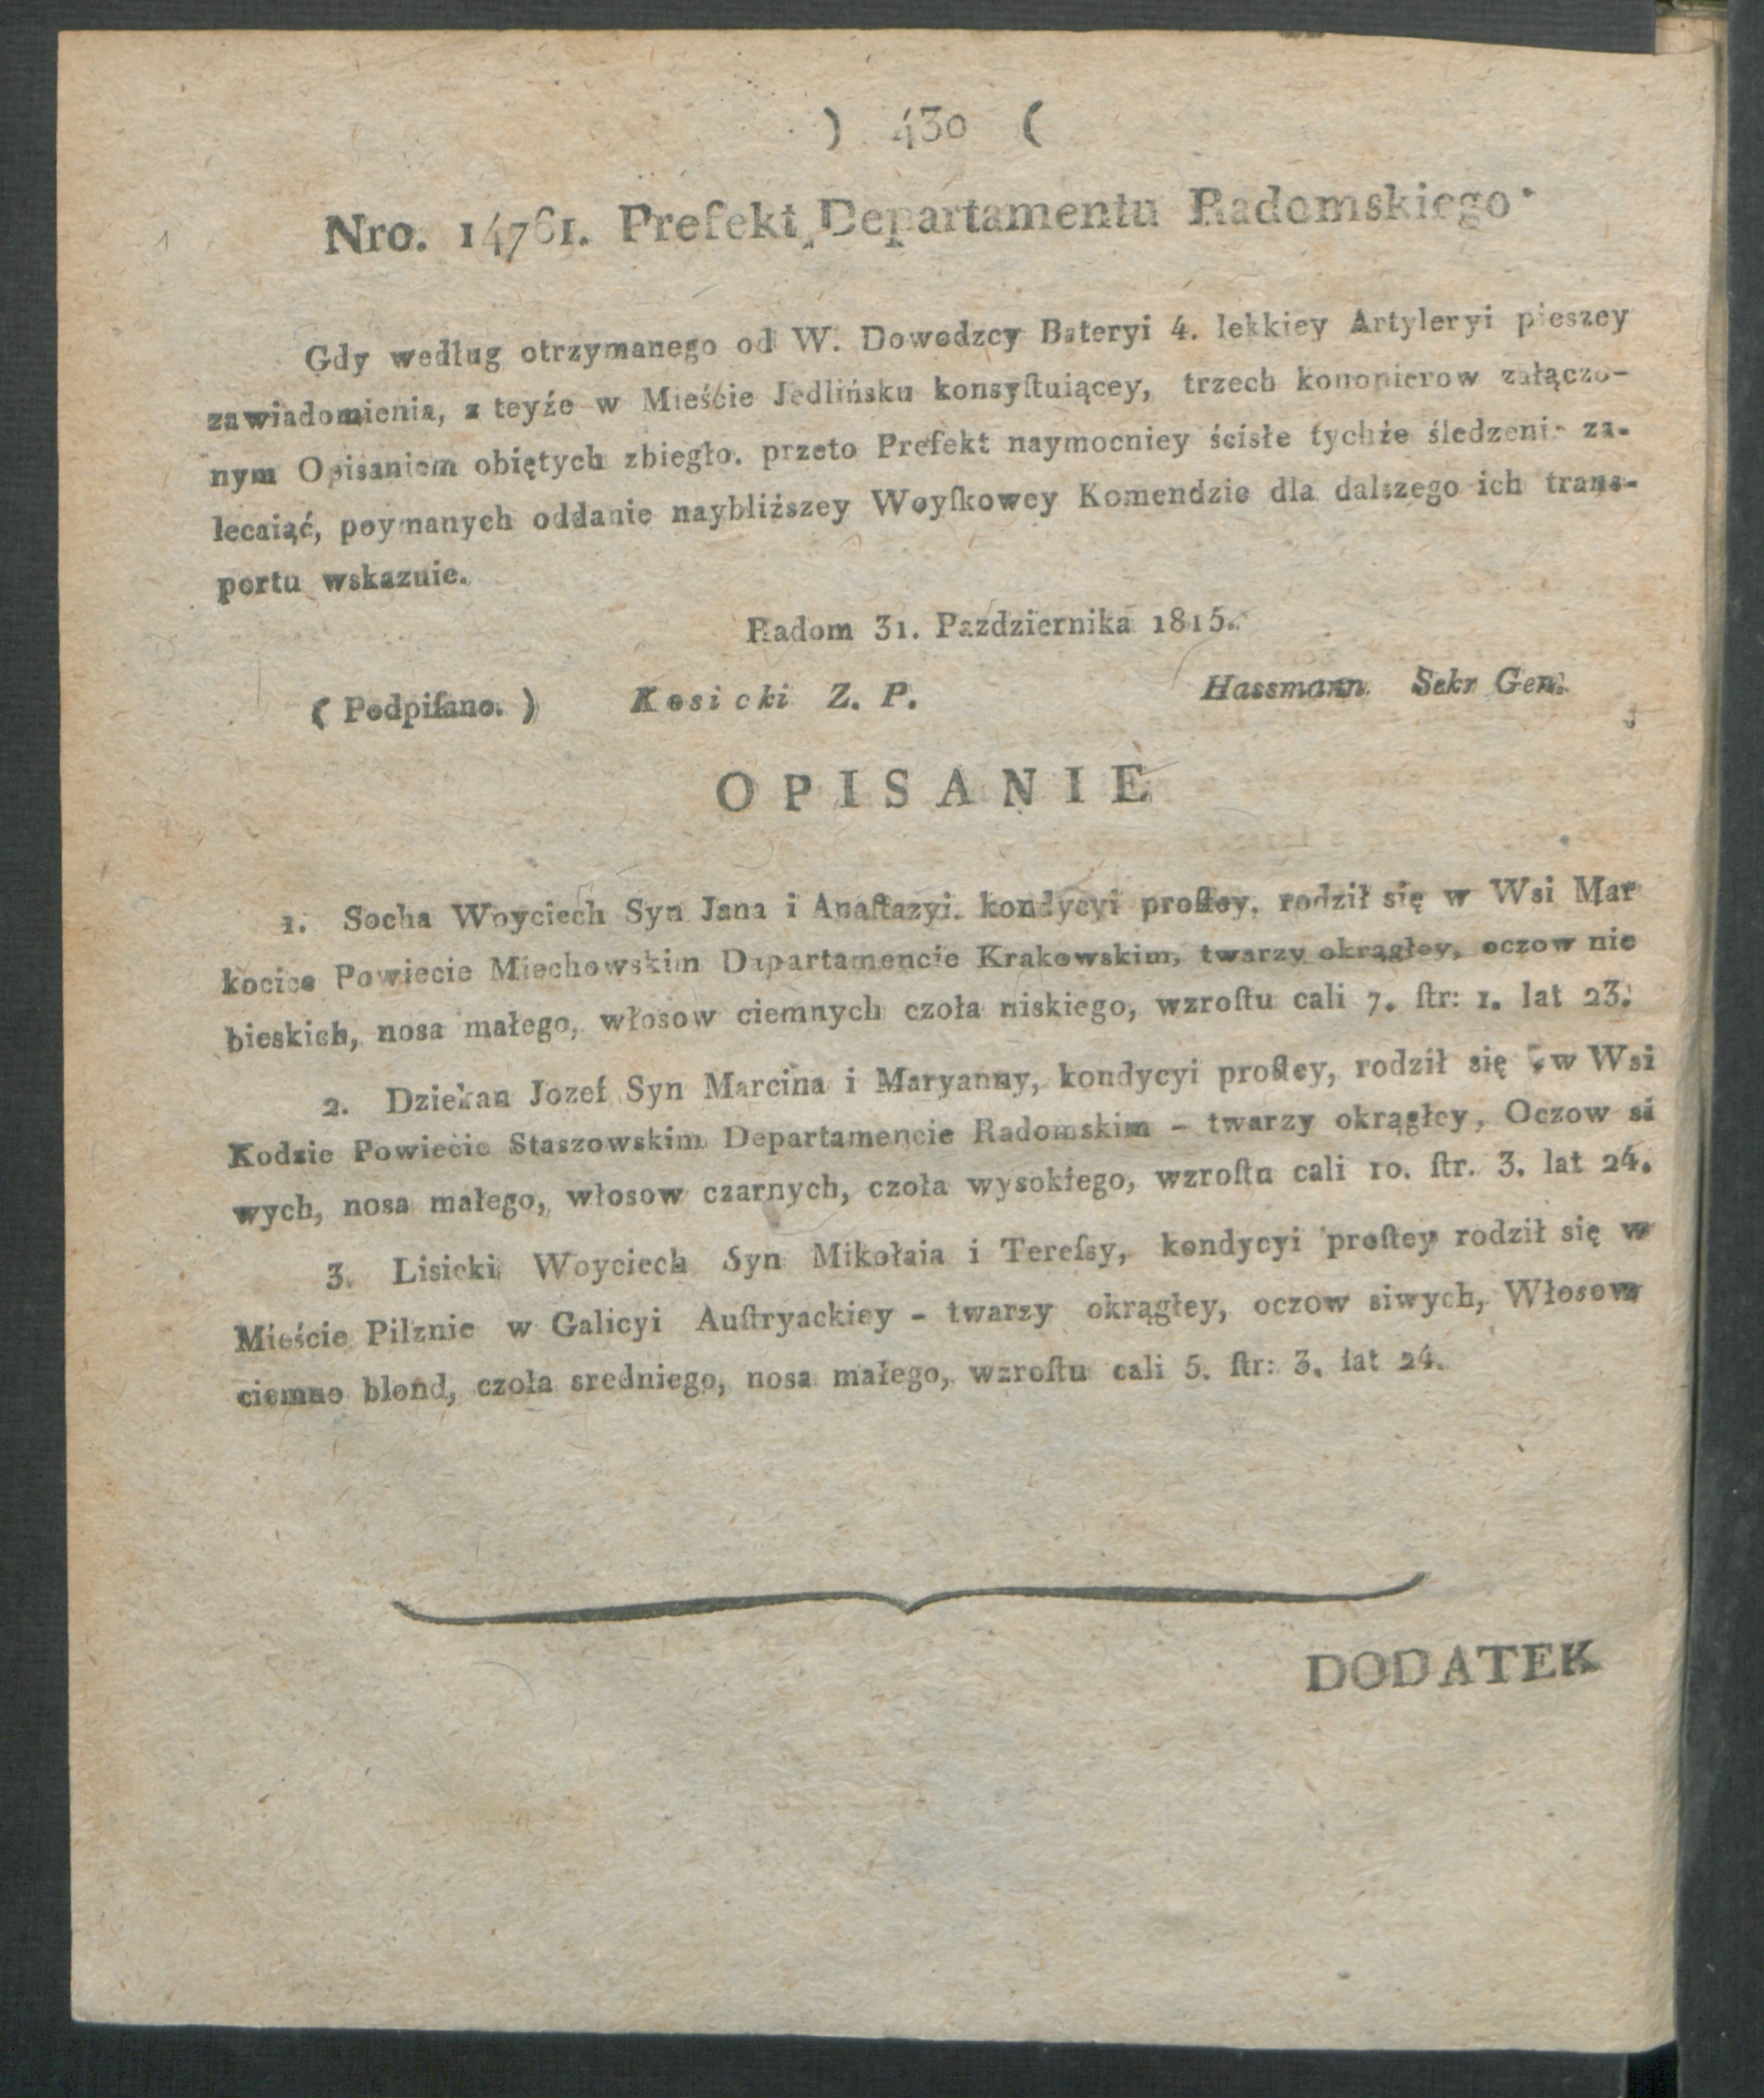 ) 430 (
Nro. 14761. Prefekt Departamentu Radomskiego
Gdy według otrzymanego od W. Dowodzcy Bateryi 4. lekkiey Artyleryi pieszey
zawiadomienia, z teyże w Mieście Jedlińsku konsyſtuiącey, trzech kononierow załączo-
nym Opisaniem obiętych zbiegło. przeto Prefekt naymocniey ścisłe tychże śledzenie za-
lecaiąć, poymanych oddanie naybliższey Woyſkowey Komendzie dla dalszego ich trans-
portu wskazuie.
Radom 31. Pazdziernika 1815.
( Podpiſano. ) Kosicki Z. P. Hassmann Sekr Gen.
OPISANIE
1. Socha Woyciech Syn Jana i Anaſtazyi. kondycyi proſtey, rodził się w Wsi Mar
kocice Powiecie Miechowskim Dapartamencie Krakowskim, twarzy okrągłey, oczow nie
bieskich, nosa małego, włosow ciemnych czoła niskiego, wzroſtu cali 7. ſtr: 1. lat 23.
2. Dziekan Jozef Syn Marcina i Maryanny, kondycyi proſtey, rodził się w Wsi
Kodzie Powiecie Staszowskim Departamencie Radomskim - twarzy okrągłey, Oczow si
wych, nosa małego, włosow czarnych, czoła wysokiego, wzroſtu cali 10. ſtr. 3. lat 24.
3. Lisicki Woyciech Syn Mikołaia i Tereſsy, kondycyi proſtey rodził się w
Mieście Pilznie w Galicyi Auſtryackiey - twarzy okrągłey, oczow siwych, Włosow
ciemno blond, czoła sredniego, nosa małego, wzroſtu cali 5. ſtr: 3. lat 24.
DODATEK